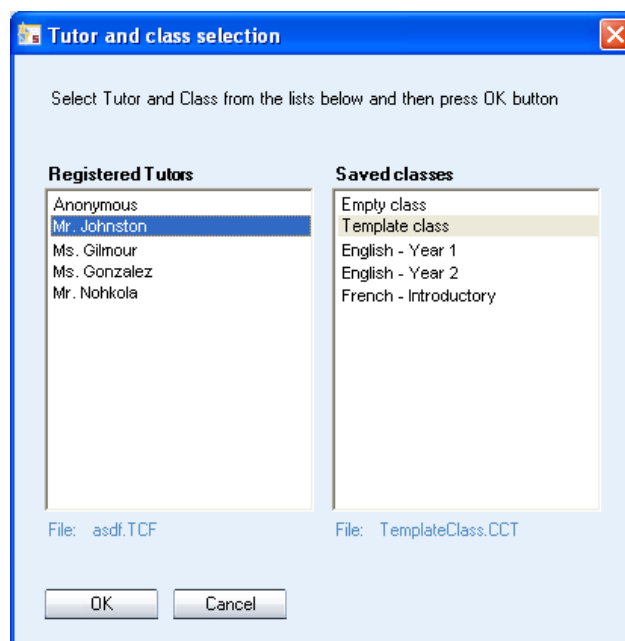 Tutor and class selection
Select Tutor and Class from the lists below and then press OK button
Registered Tutors
Anonymous
Mr. Johnston
Ms. Gilmour
Ms. Gonzalez
Mr. Nohkola
File: asdf.TCF
Saved classes
Empty class
Template class
English - Year 1
English - Year 2
French - Introductory
File: TemplateClass.CCT
OK
Cancel